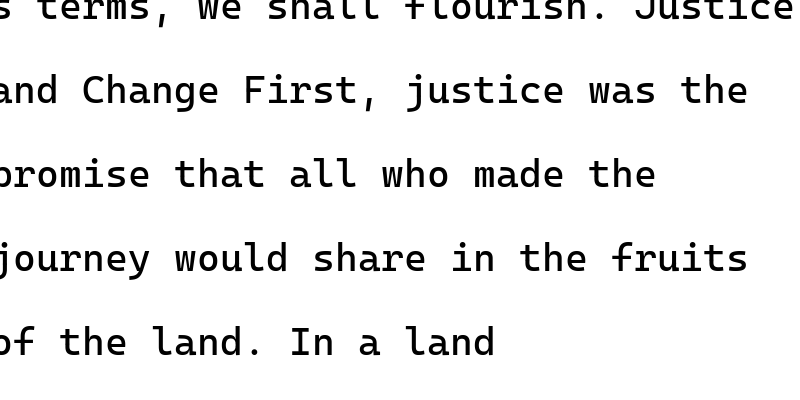 s terms, we shall flourish. Justice
and Change First, justice was the
promise that all who made the
journey would share in the fruits
of the land. In a land